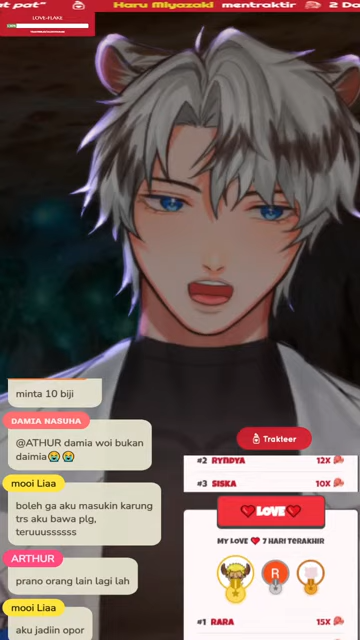 at pot"
Haru Miyazaki mentraktir
2 Da
LOVE-FLAKE
minta 10 biji
DAMIA NASUHA
@ATHUR damia woi bukan
daimia😭😭
mooi Liaa
boleh ga aku masukin karung
trs aku bawa plg,
teruuussssss
ARTHUR
prano orang lain lagi lah
mooi Liaa
aku jadiin opor
Trakteer
#2 RYNDYA 12X
#3 SISKA 10X
LOVE
MY LOVE ❤ 7 HARI TERAKHIR
R
#1 RARA 15X